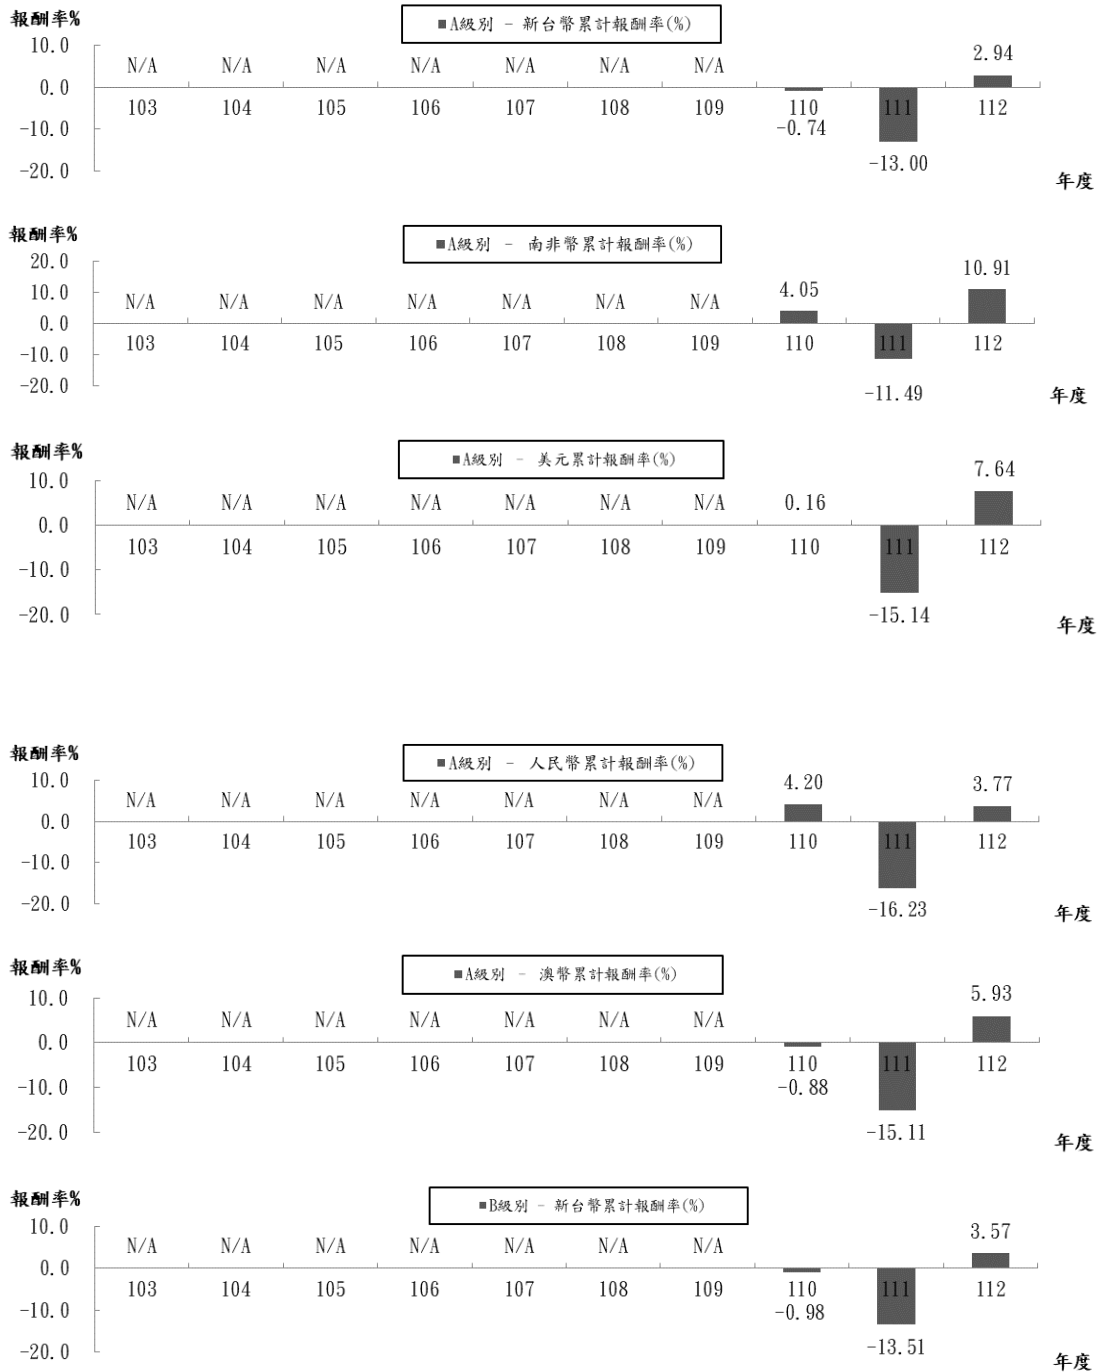 報酬率%
■A級別 - 新台幣累計報酬率(%)
10.0
N/A N/A N/A N/A N/A N/A N/A 2.94
0.0
103 104 105 106 107 108 109 110 111 112
-10.0 -0.74
-20.0 -13.00
年度
報酬率%
■A級別 - 南非幣累計報酬率(%)
20.0
10.91
10.0 N/A N/A N/A N/A N/A N/A N/A 4.05
0.0
103 104 105 106 107 108 109 110 111 112
-10.0
-20.0 -11.49
年度
報酬率%
■A級別 - 美元累計報酬率(%)
7.64
10.0
N/A N/A N/A N/A N/A N/A N/A 0.16
0.0
103 104 105 106 107 108 109 110 111 112
-10.0
-20.0 -15.14
年度
報酬率%
■A級別 - 人民幣累計報酬率(%)
10.0 4.20 3.77
N/A N/A N/A N/A N/A N/A N/A
0.0
103 104 105 106 107 108 109 110 111 112
-10.0
-20.0 -16.23
年度
報酬率%
■A級別 - 澳幣累計報酬率(%)
10.0 5.93
N/A N/A N/A N/A N/A N/A N/A
0.0
103 104 105 106 107 108 109 110 111 112
-10.0 -0.88
-20.0 -15.11
年度
報酬率%
■B級別 - 新台幣累計報酬率(%)
10.0 3.57
N/A N/A N/A N/A N/A N/A N/A
0.0
103 104 105 106 107 108 109 110 111 112
-10.0 -0.98
-20.0 -13.51
年度